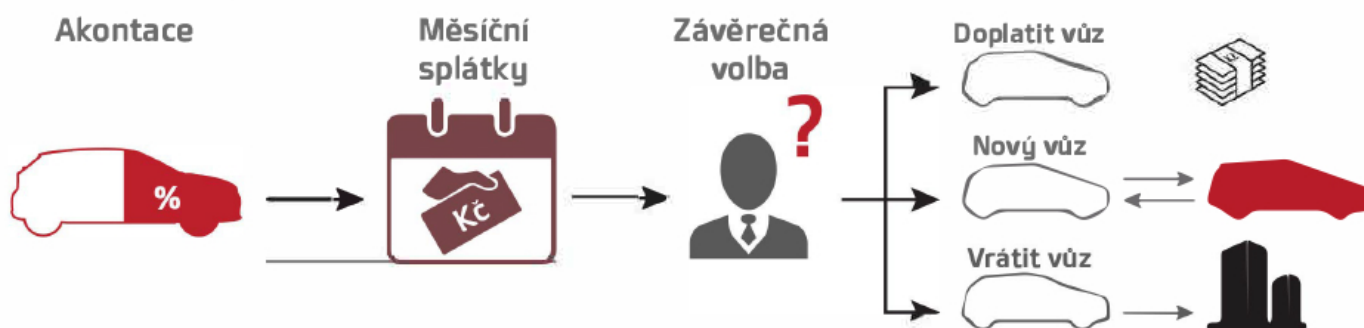 Akontace
Měsíční
splátky
Závěrečná
volba
Doplatit vůz
Nový vůz
Vrátit vůz
%
Kč
?